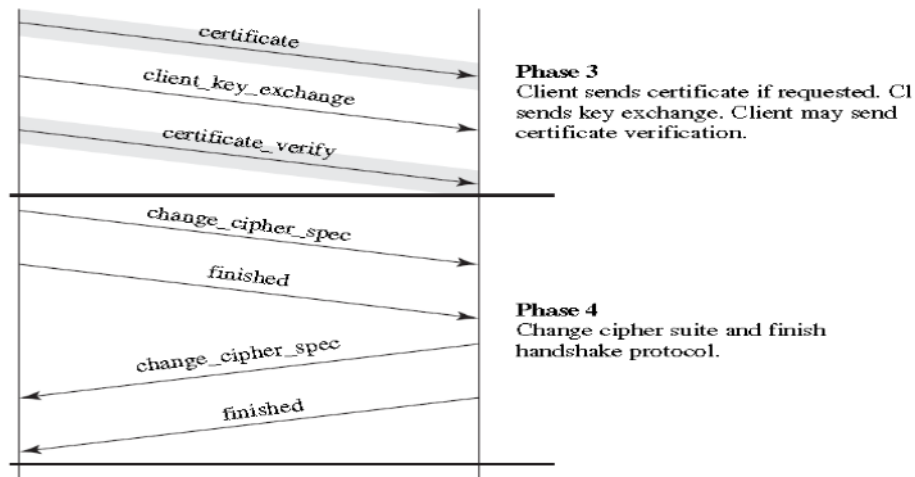 certificate
client_key_exchange
certificate_verify
Phase 3
Client sends certificate if requested. Cl
sends key exchange. Client may send
certificate verification.
change_cipher_spec
finished
change_cipher_spec
finished
Phase 4
Change cipher suite and finish
handshake protocol.